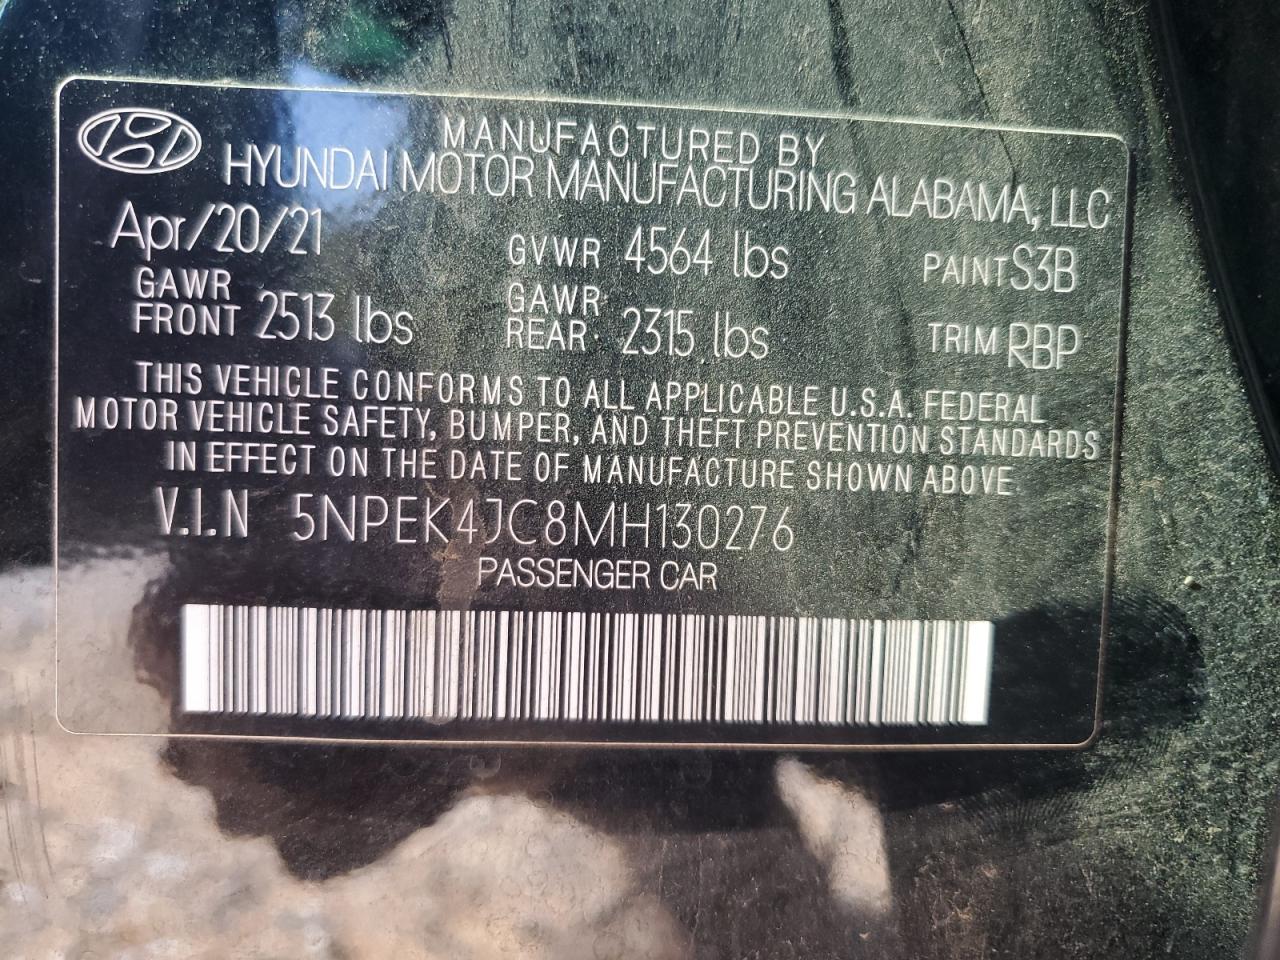 MANUFACTURED BY
HYUNDAI MOTOR MANUFACTURING ALABAMA, LLC
Apr/20/21 GVWR 4564 lbs PAINT S3B
GAWR FRONT 2513 lbs GAWR REAR 2315 lbs TRIM RBP
THIS VEHICLE CONFORMS TO ALL APPLICABLE U.S.A. FEDERAL
MOTOR VEHICLE SAFETY, BUMPER, AND THEFT PREVENTION STANDARDS
IN EFFECT ON THE DATE OF MANUFACTURE SHOWN ABOVE
V.I.N 5NPEK4JC8MH130276
PASSENGER CAR